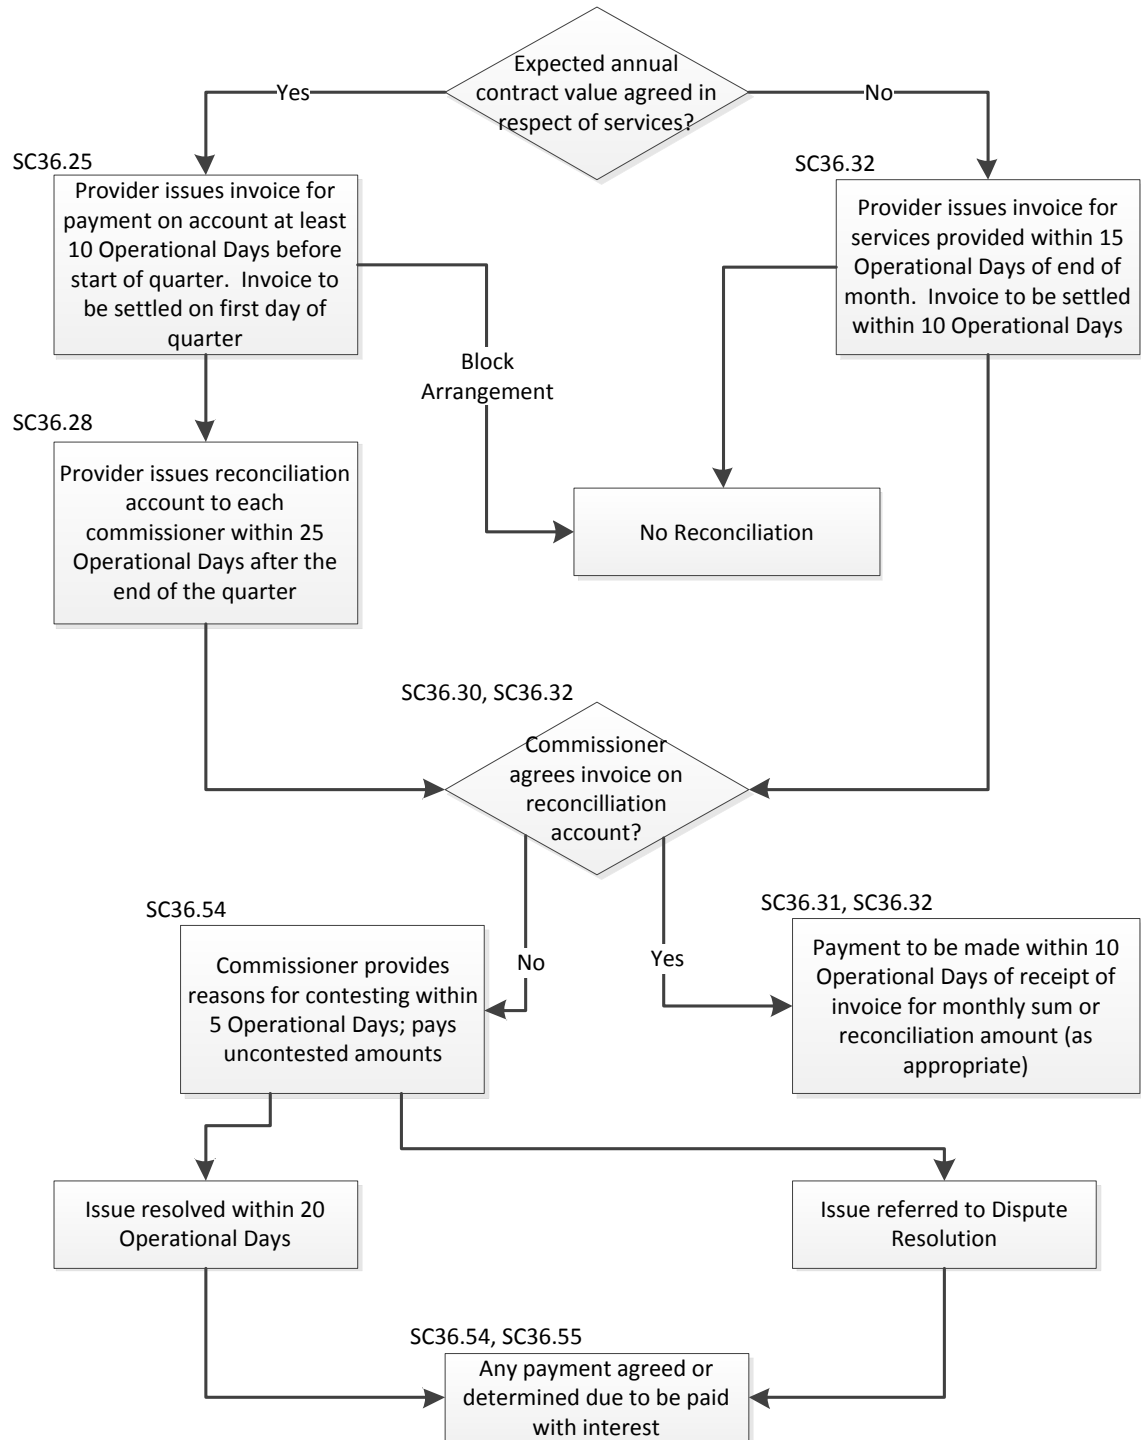 Expected annual
contract value agreed in
respect of services?
Yes
No
SC36.25
Provider issues invoice for
payment on account at least
10 Operational Days before
start of quarter.  Invoice to
be settled on first day of
quarter
SC36.32
Provider issues invoice for
services provided within 15
Operational Days of end of
month.  Invoice to be settled
within 10 Operational Days
Block
Arrangement
SC36.28
Provider issues reconciliation
account to each
commissioner within 25
Operational Days after the
end of the quarter
No Reconciliation
SC36.30, SC36.32
Commissioner
agrees invoice on
reconcilliation
account?
No
Yes
SC36.54
Commissioner provides
reasons for contesting within
5 Operational Days; pays
uncontested amounts
SC36.31, SC36.32
Payment to be made within 10
Operational Days of receipt of
invoice for monthly sum or
reconciliation amount (as
appropriate)
Issue resolved within 20
Operational Days
Issue referred to Dispute
Resolution
SC36.54, SC36.55
Any payment agreed or
determined due to be paid
with interest